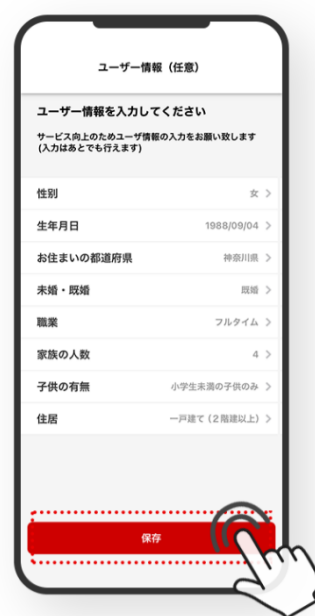 ユーザー情報（任意）
ユーザー情報を入力してください
サービス向上のためユーザ情報の入力をお願い致します
(入力はあとでも行えます)
性別 女
生年月日 1988/09/04
お住まいの都道府県 神奈川県
未婚・既婚 既婚
職業 フルタイム
家族の人数 4
子供の有無 小学生未満の子供のみ
住居 一戸建て（２階建以上）
保存